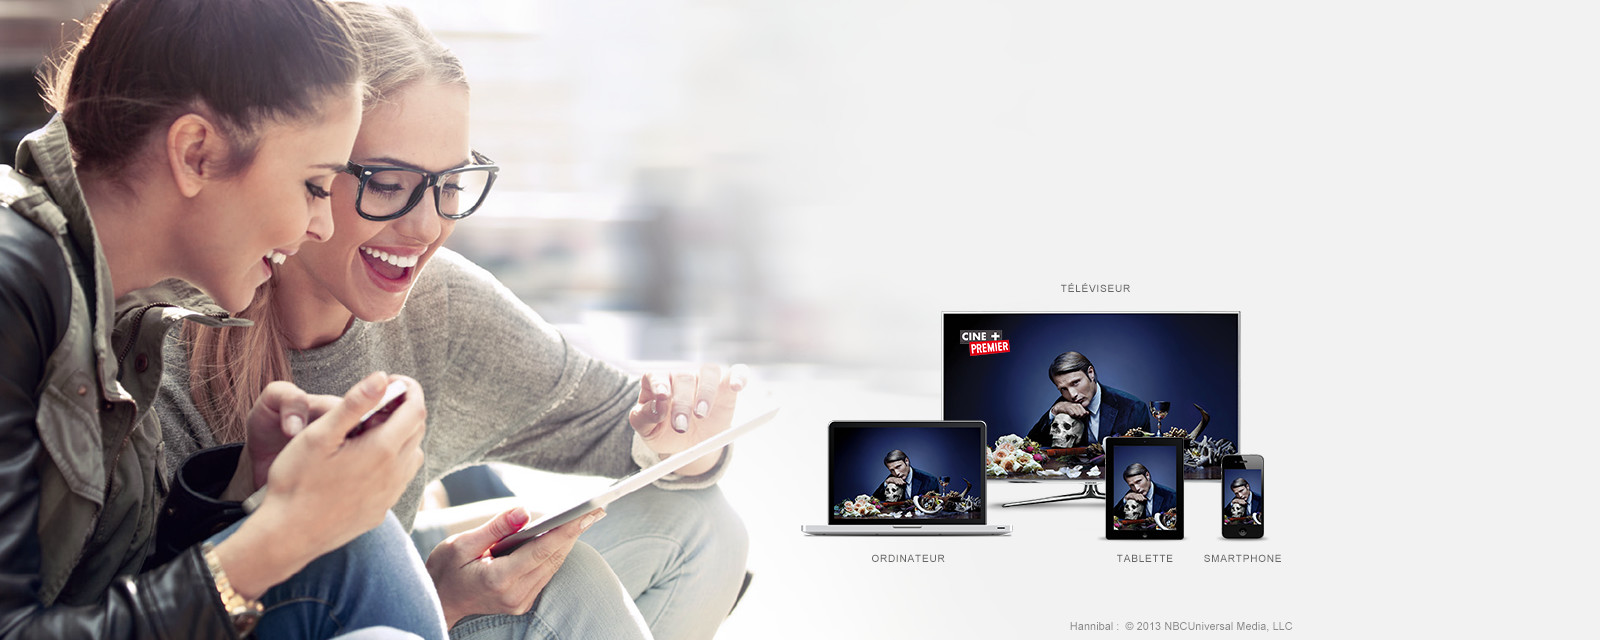 TÉLÉVISEUR
CINE +
PREMIER
ORDINATEUR
TABLETTE
SMARTPHONE
Hannibal : © 2013 NBCUniversal Media, LLC